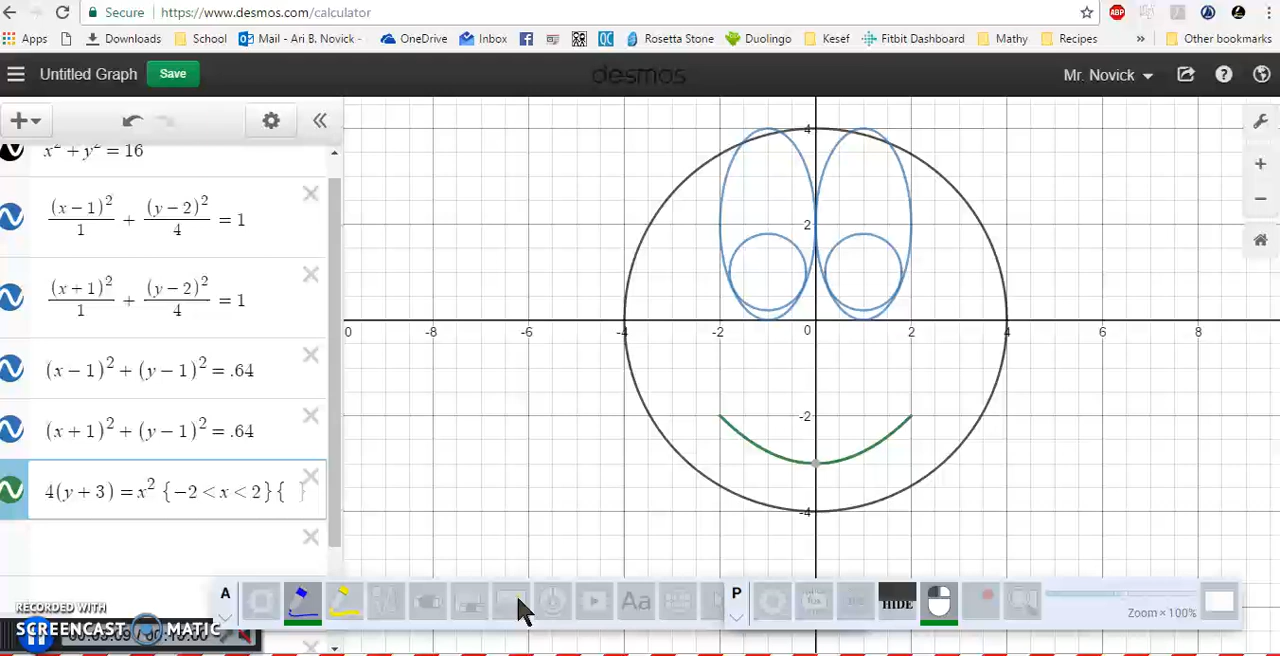 Secure | https://www.desmos.com/calculator
ABP
Apps Downloads School Mail - Ari B. Novick - OneDrive Inbox Rosetta Stone Duolingo Kesef Fitbit Dashboard Mathy Recipes » Other bookmarks
Untitled Graph Save desmos Mr. Novick
x² + y² = 16
(x−1)²/1 + (y−2)²/4 = 1
(x+1)²/1 + (y−2)²/4 = 1
(x−1)² + (y−1)² = .64
(x+1)² + (y−1)² = .64
4(y+3) = x² {−2 < x < 2}{ }
4
2
0 -8 -6 -4 -2 0 2 4 6 8
-2
-4
A Aa P HIDE
Zoom × 100%
RECORDED WITH
SCREENCAST MATIC